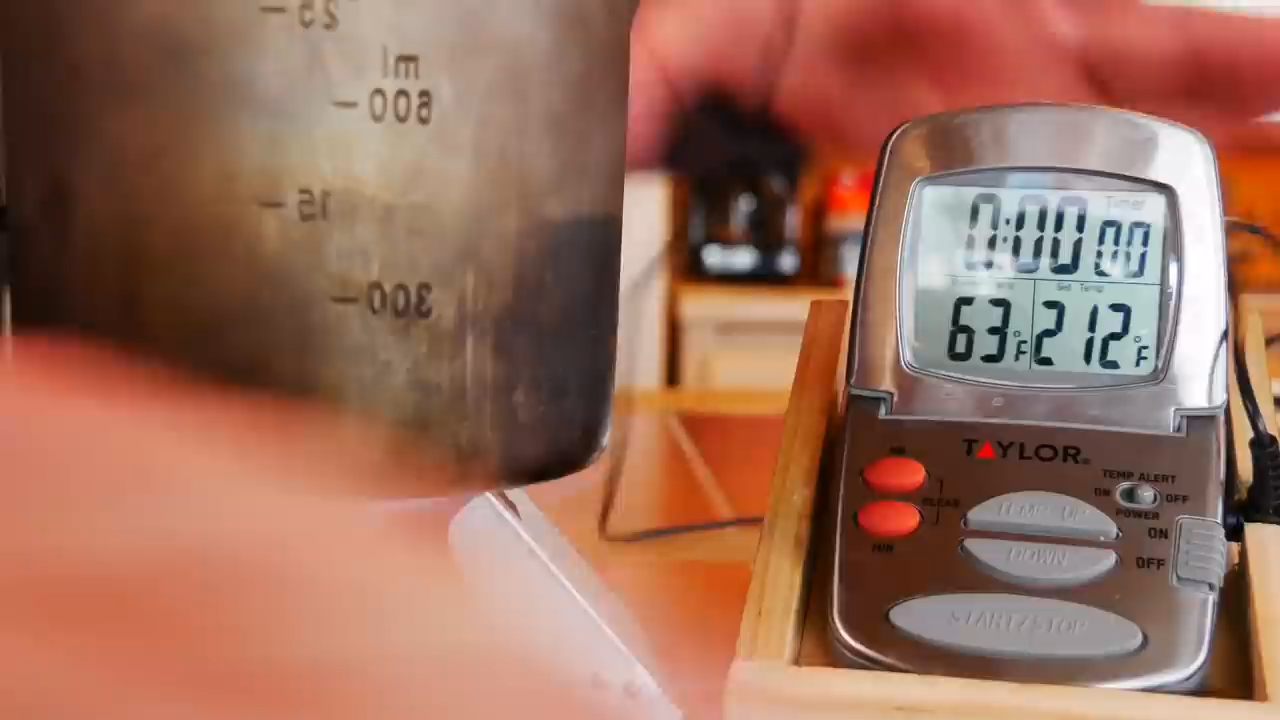 25
ml
600
15
300
Timer
0:00 00
Set Temp
63°F 212°F
TAYLOR
HR
CLEAR
MIN
TEMP ALERT
ON OFF
POWER
ON
OFF
TEMP UP
DOWN
START/STOP